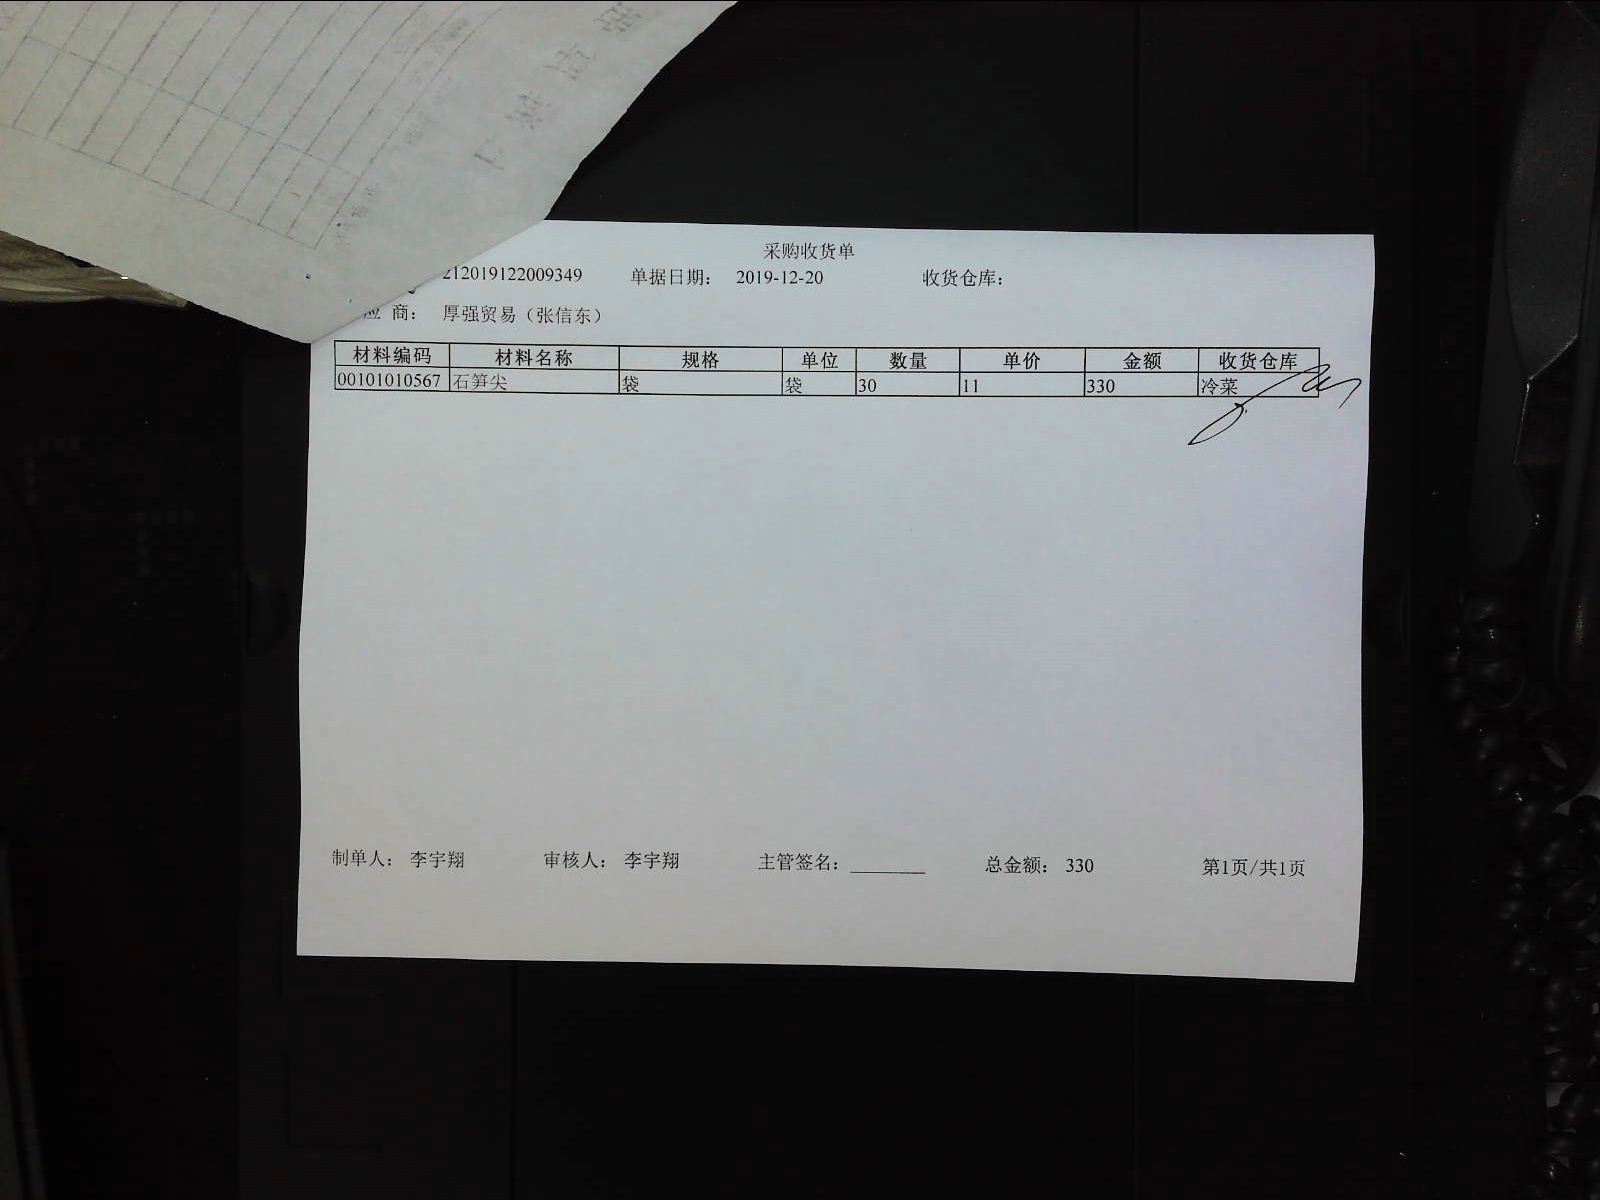 采购收货单
212019122009349 单据日期： 2019-12-20 收货仓库：
应 商： 厚强贸易（张信东）
材料编码 材料名称 规格 单位 数量 单价 金额 收货仓库
00101010567 石笋尖 袋 袋 30 11 330 冷菜
制单人： 李宇翔 审核人： 李宇翔 主管签名：________ 总金额： 330 第1页/共1页